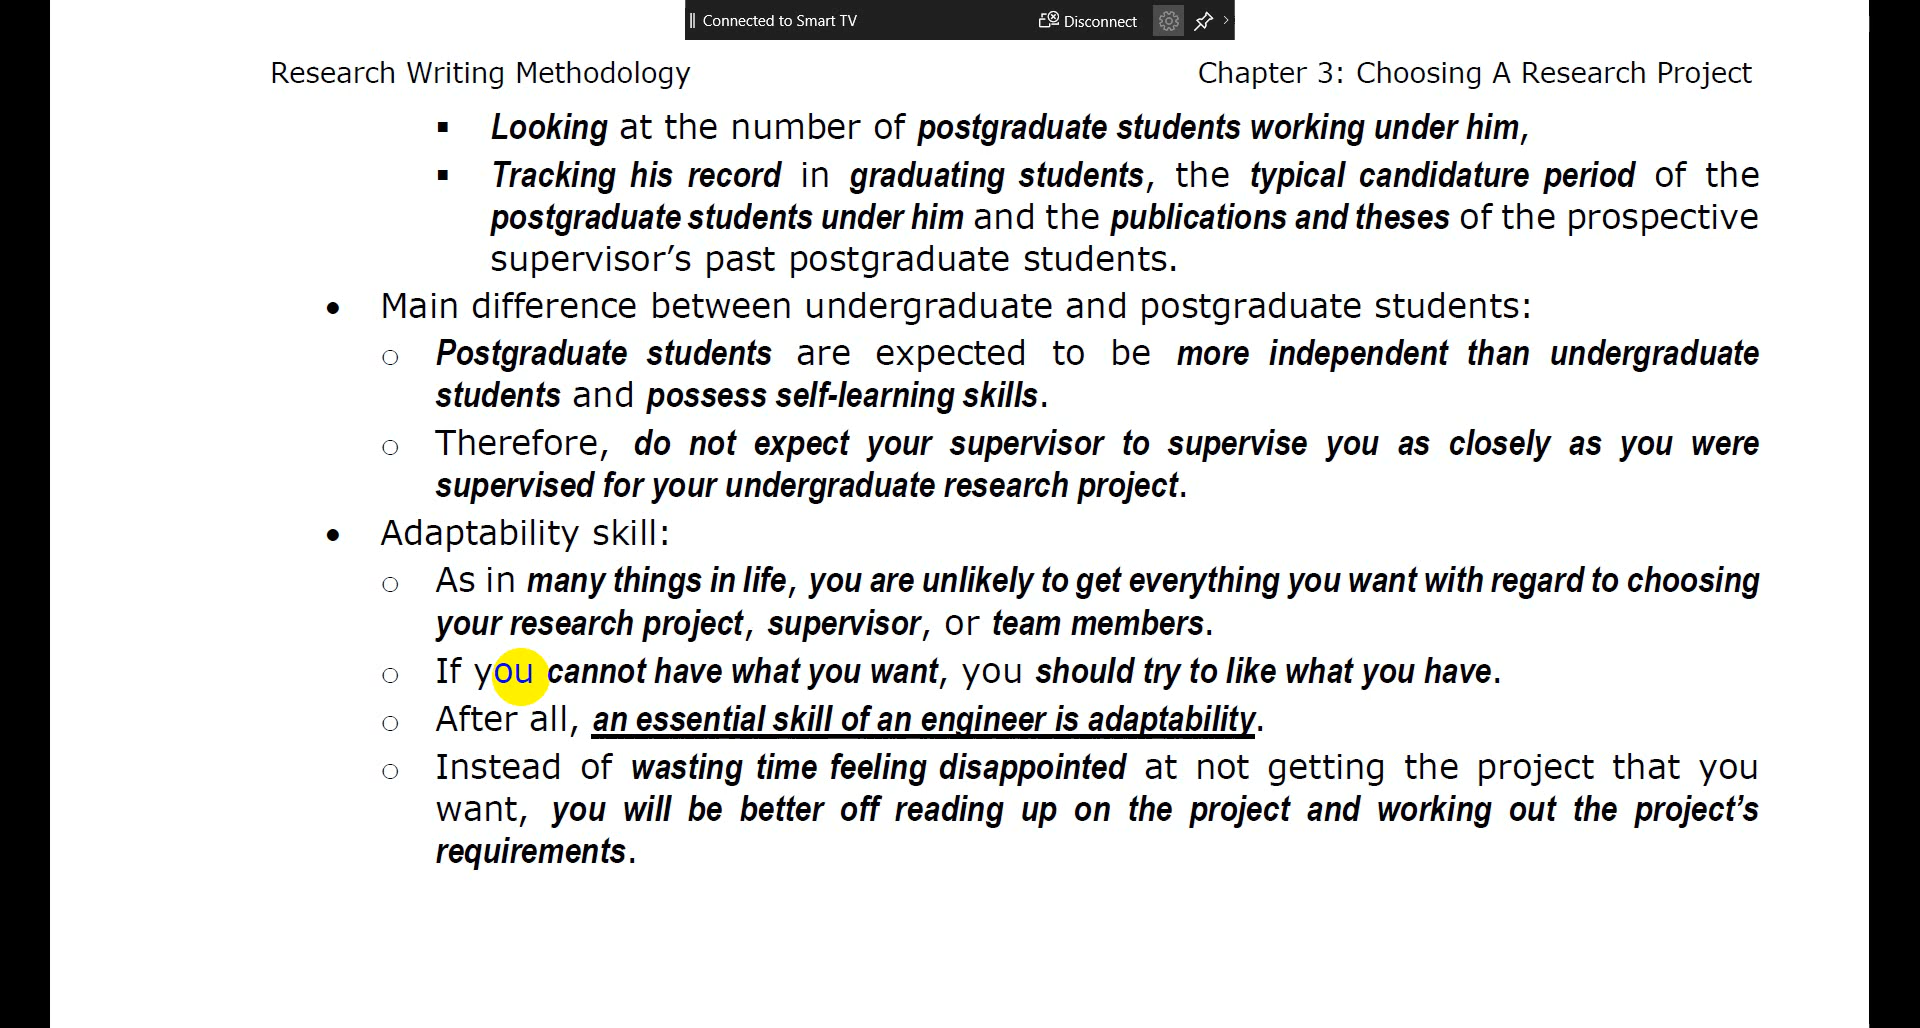 Connected to Smart TV
Disconnect
Research Writing Methodology
Chapter 3: Choosing A Research Project
▪ Looking at the number of postgraduate students working under him,
▪ Tracking his record in graduating students, the typical candidature period of the
postgraduate students under him and the publications and theses of the prospective
supervisor’s past postgraduate students.
• Main difference between undergraduate and postgraduate students:
○ Postgraduate students are expected to be more independent than undergraduate
students and possess self-learning skills.
○ Therefore, do not expect your supervisor to supervise you as closely as you were
supervised for your undergraduate research project.
• Adaptability skill:
○ As in many things in life, you are unlikely to get everything you want with regard to choosing
your research project, supervisor, or team members.
○ If you cannot have what you want, you should try to like what you have.
○ After all, an essential skill of an engineer is adaptability.
○ Instead of wasting time feeling disappointed at not getting the project that you
want, you will be better off reading up on the project and working out the project’s
requirements.